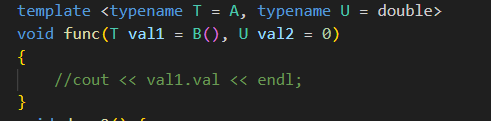 template <typename T = A, typename U = double>
void func(T val1 = B(), U val2 = 0)
{
    //cout << val1.val << endl;
}